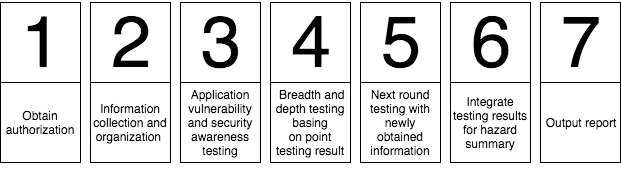 1
Obtain
authorization
2
Information
collection and
organization
3
Application
vulnerability
and security
awareness
testing
4
Breadth and
depth testing
basing
on point
testing result
5
Next round
testing with
newly
obtained
information
6
Integrate
testing results
for hazard
summary
7
Output report